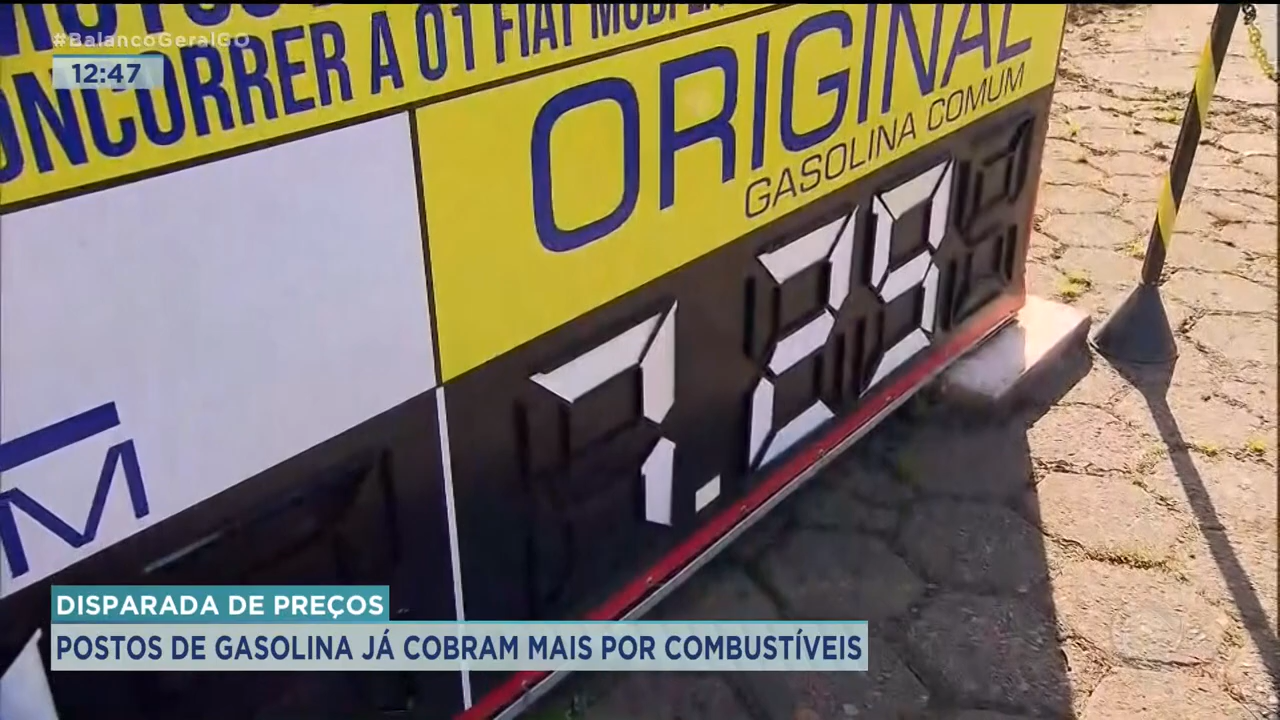 #BalancoGeralGO
12:47
ONCORRER A 01 FIAT MOBI
ORIGINAL
GASOLINA COMUM
7.29
M
DISPARADA DE PREÇOS
POSTOS DE GASOLINA JÁ COBRAM MAIS POR COMBUSTÍVEIS